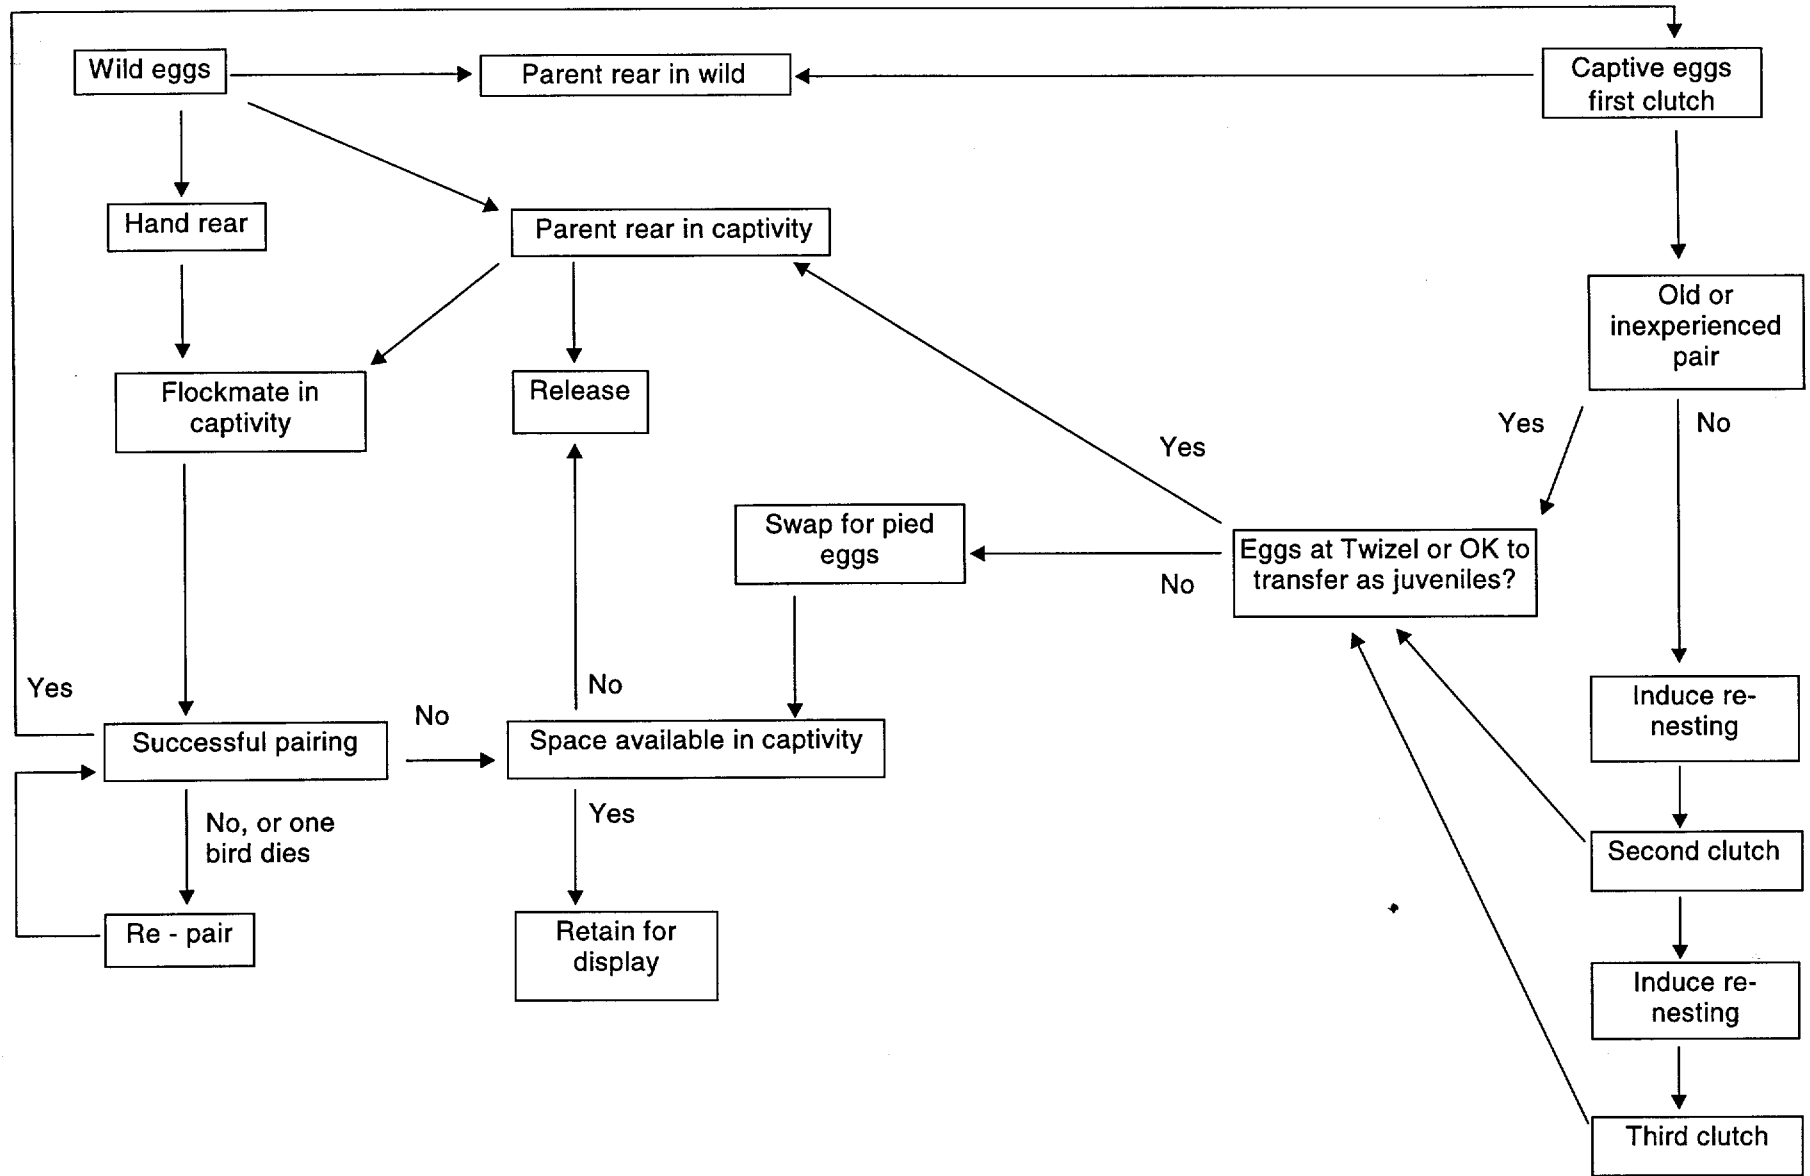 Wild eggs
Parent rear in wild
Captive eggs
first clutch
Hand rear
Parent rear in captivity
Old or
inexperienced
pair
Flockmate in
captivity
Release
Yes
No
Yes
Swap for pied
eggs
Eggs at Twizel or OK to
transfer as juveniles?
No
Yes
No
Induce re-
nesting
No
Successful pairing
Space available in captivity
No, or one
bird dies
Yes
Second clutch
Re - pair
Retain for
display
Induce re-
nesting
Third clutch